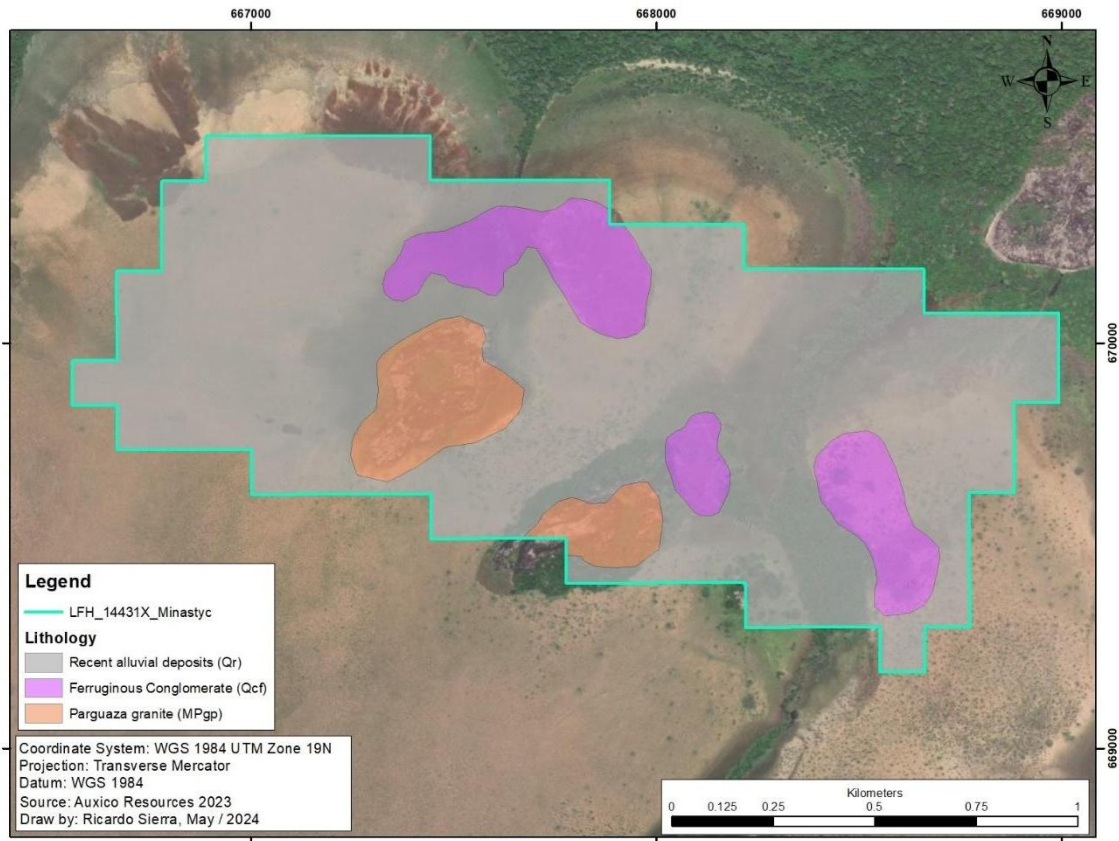 667000 668000 669000
N
W E
S
670000
669000
Legend
LFH_14431X_Minastyc
Lithology
Recent alluvial deposits (Qr)
Ferruginous Conglomerate (Qcf)
Parguaza granite (MPgp)
Coordinate System: WGS 1984 UTM Zone 19N
Projection: Transverse Mercator
Datum: WGS 1984
Source: Auxico Resources 2023
Draw by: Ricardo Sierra, May / 2024
Kilometers
0 0.125 0.25 0.5 0.75 1